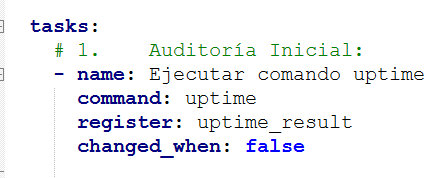 tasks:
# 1.    Auditoría Inicial:
- name: Ejecutar comando uptime
command: uptime
register: uptime_result
changed_when: false